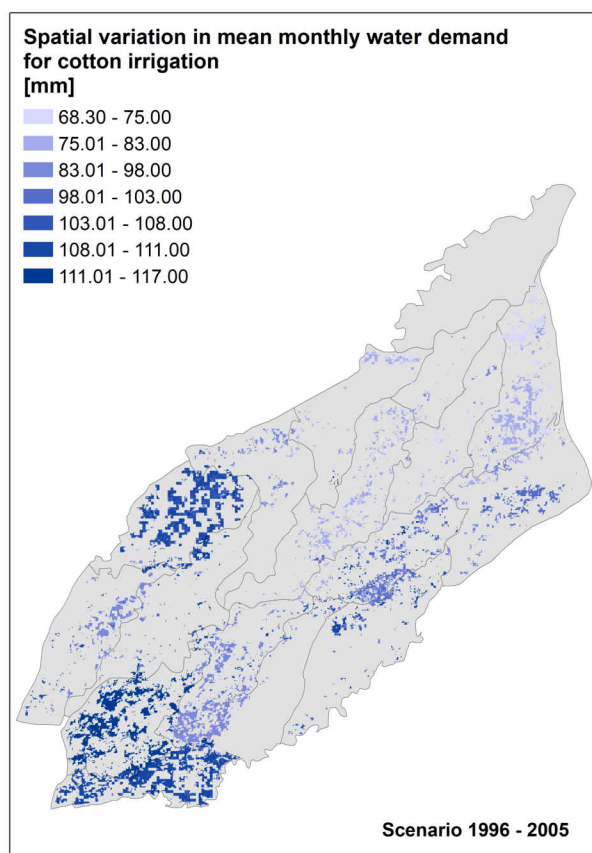 Spatial variation in mean monthly water demand
for cotton irrigation
[mm]
68.30 - 75.00
75.01 - 83.00
83.01 - 98.00
98.01 - 103.00
103.01 - 108.00
108.01 - 111.00
111.01 - 117.00
Scenario 1996 - 2005